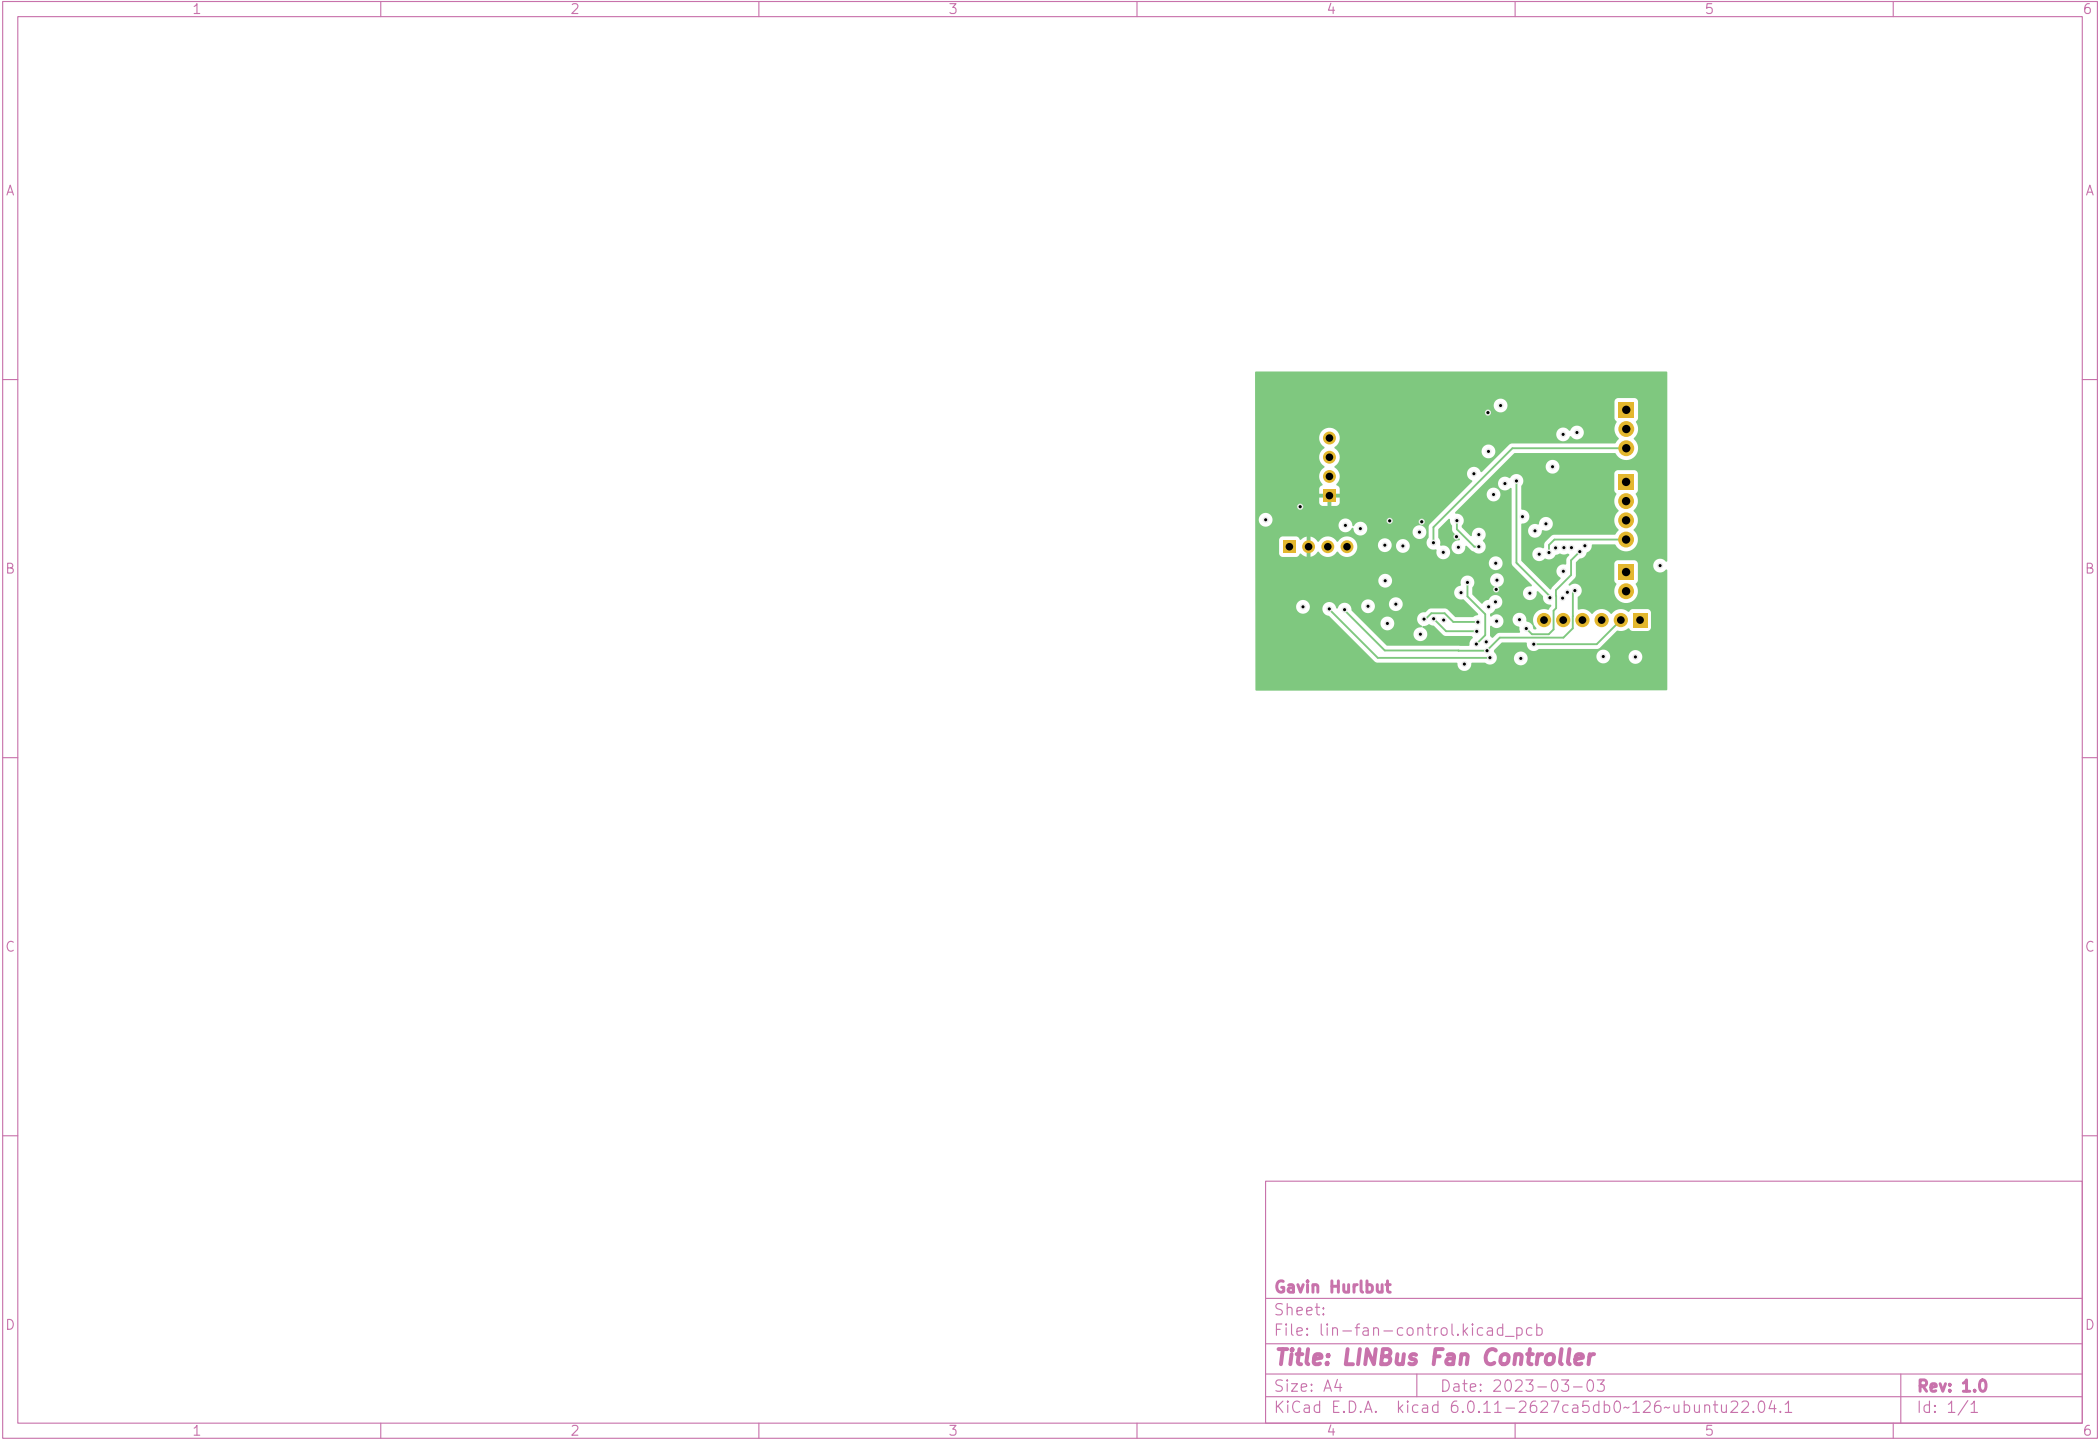 1 2 3 4 5 6
A A
B B
C C
D D
Gavin Hurlbut
Sheet:
File: lin-fan-control.kicad_pcb
Title: LINBus Fan Controller
Size: A4 Date: 2023-03-03 Rev: 1.0
KiCad E.D.A. kicad 6.0.11-2627ca5db0~126~ubuntu22.04.1 Id: 1/1
1 2 3 4 5 6